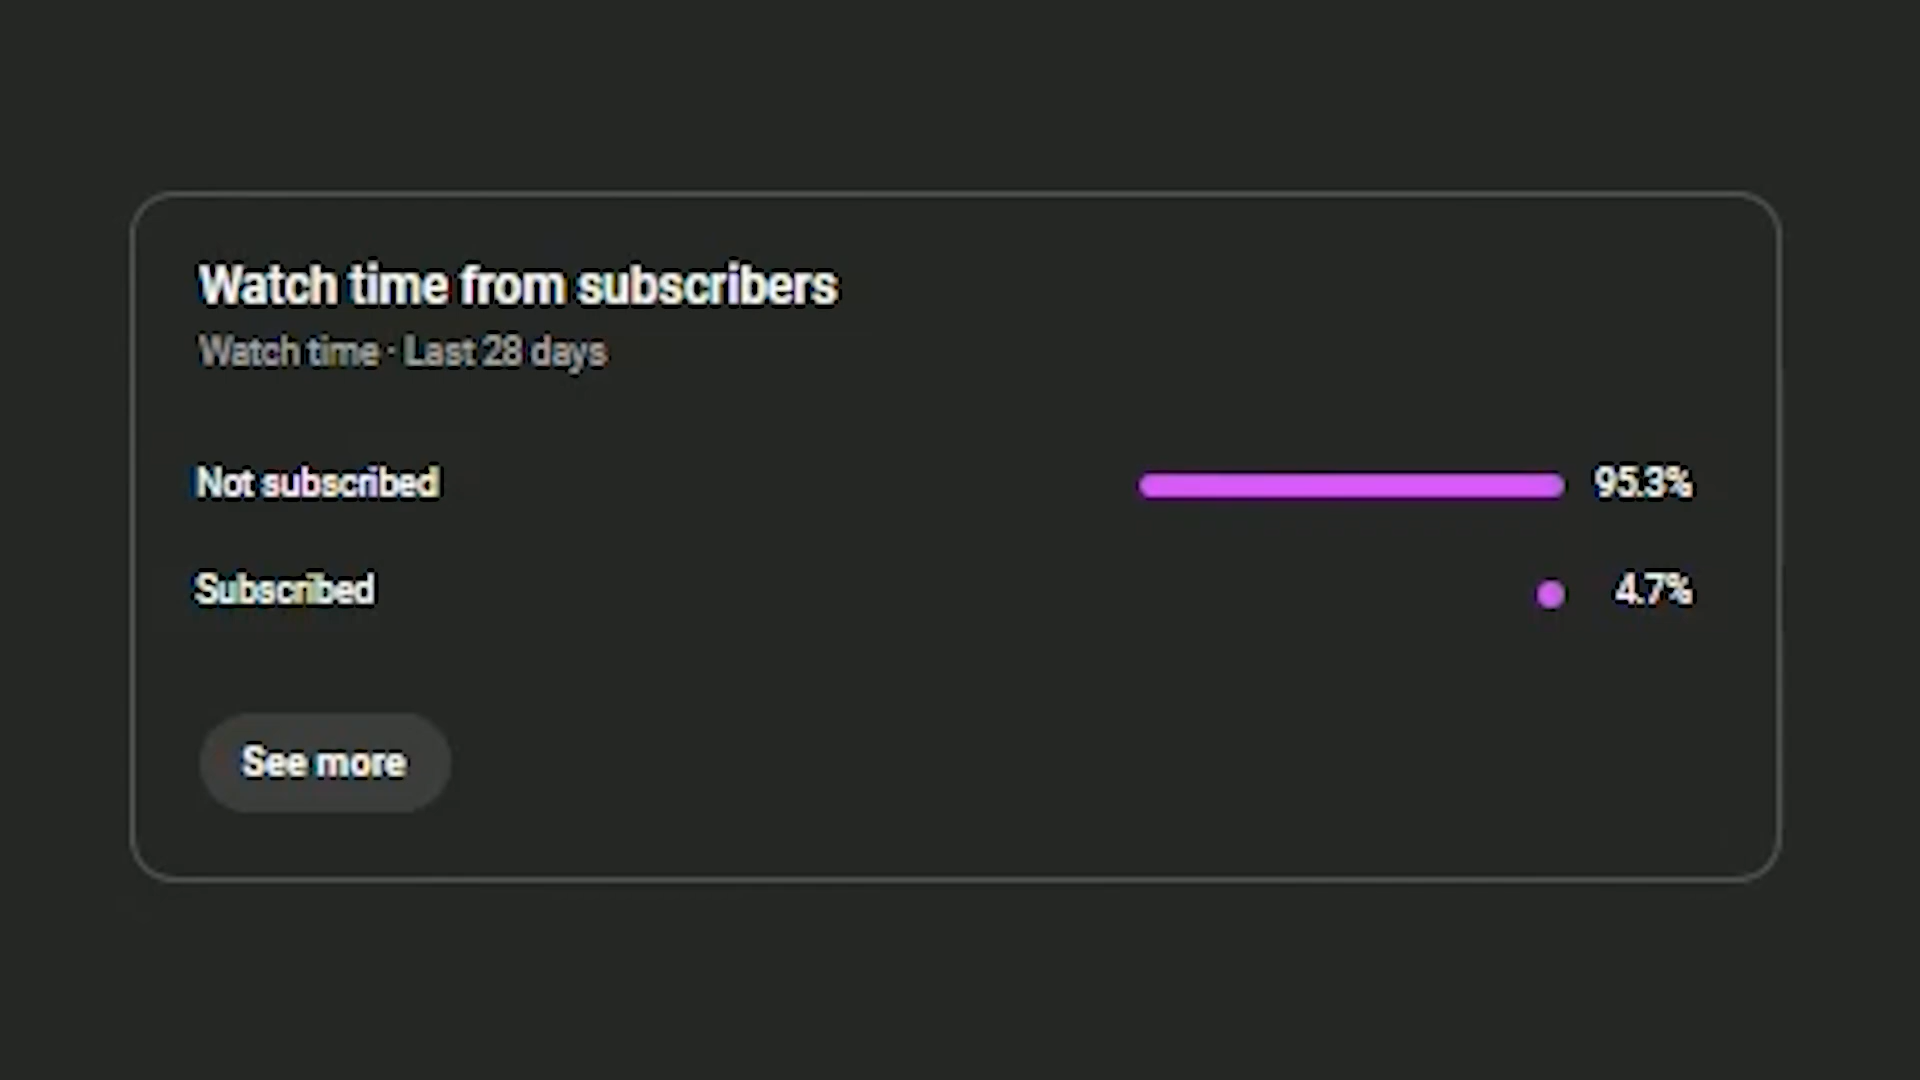 Watch time from subscribers
Watch time · Last 28 days
Not subscribed 95.3%
Subscribed 4.7%
See more